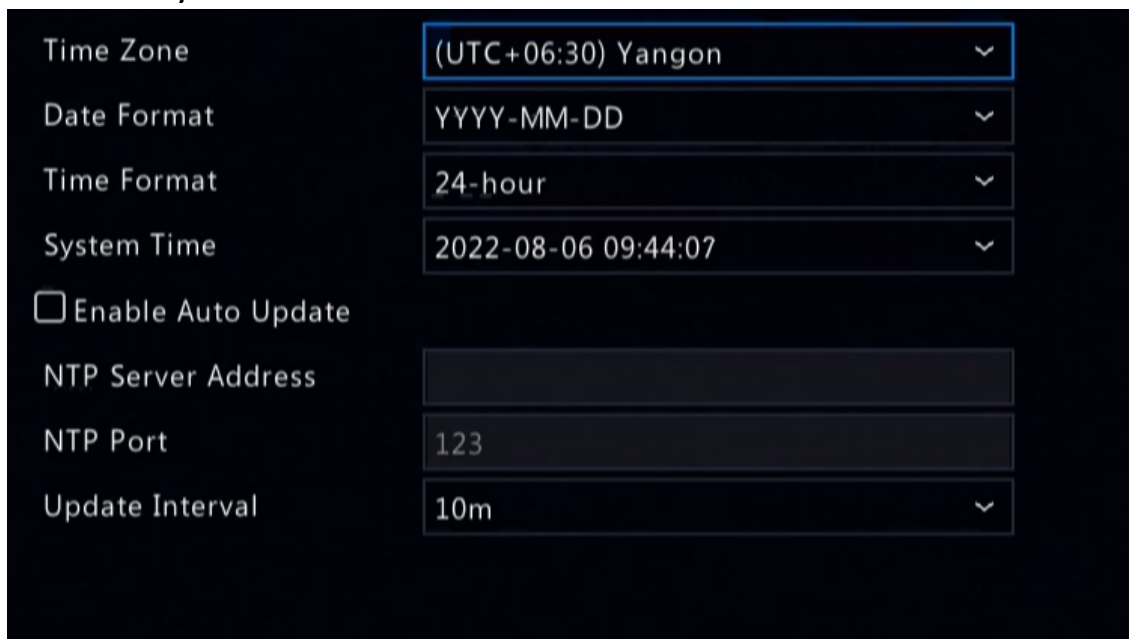 Time Zone (UTC+06:30) Yangon
Date Format YYYY-MM-DD
Time Format 24-hour
System Time 2022-08-06 09:44:07
Enable Auto Update
NTP Server Address
NTP Port 123
Update Interval 10m